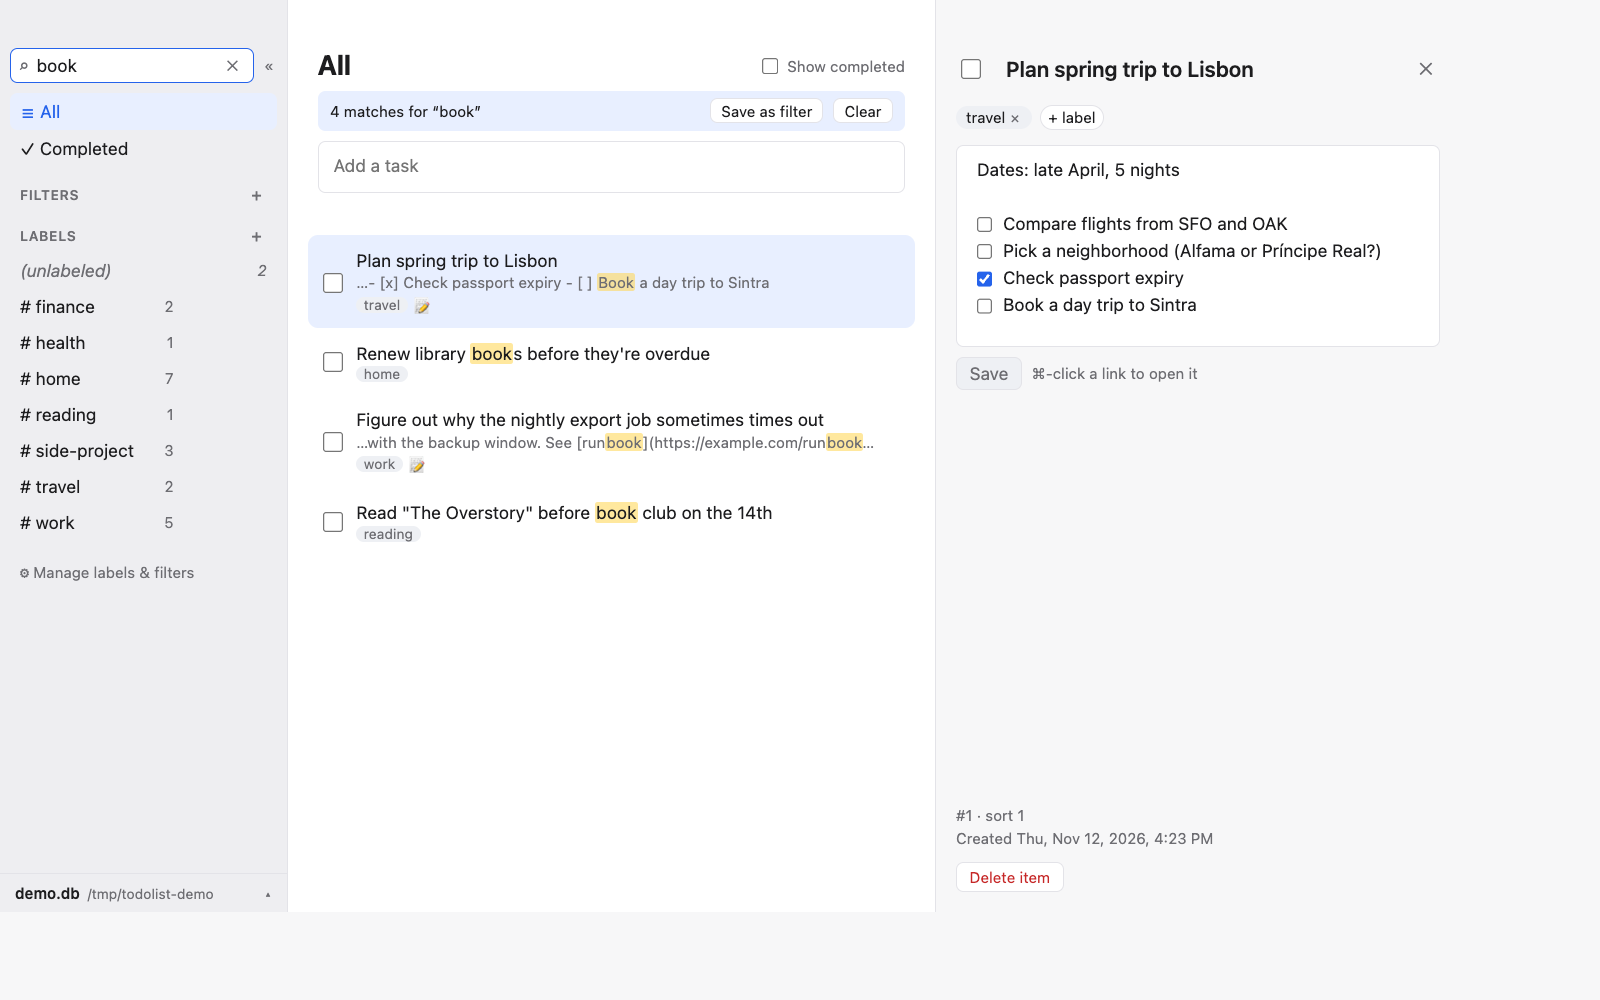 book
All
Completed
FILTERS
LABELS
(unlabeled) 2
# finance 2
# health 1
# home 7
# reading 1
# side-project 3
# travel 2
# work 5
Manage labels & filters
demo.db /tmp/todolist-demo
All
Show completed
4 matches for “book”
Save as filter
Clear
Add a task
Plan spring trip to Lisbon
...- [x] Check passport expiry - [ ] Book a day trip to Sintra
travel
Renew library books before they're overdue
home
Figure out why the nightly export job sometimes times out
...with the backup window. See [runbook](https://example.com/runbook...
work
Read "The Overstory" before book club on the 14th
reading
Plan spring trip to Lisbon
travel ×
+ label
Dates: late April, 5 nights
Compare flights from SFO and OAK
Pick a neighborhood (Alfama or Príncipe Real?)
Check passport expiry
Book a day trip to Sintra
Save
⌘-click a link to open it
#1 · sort 1
Created Thu, Nov 12, 2026, 4:23 PM
Delete item